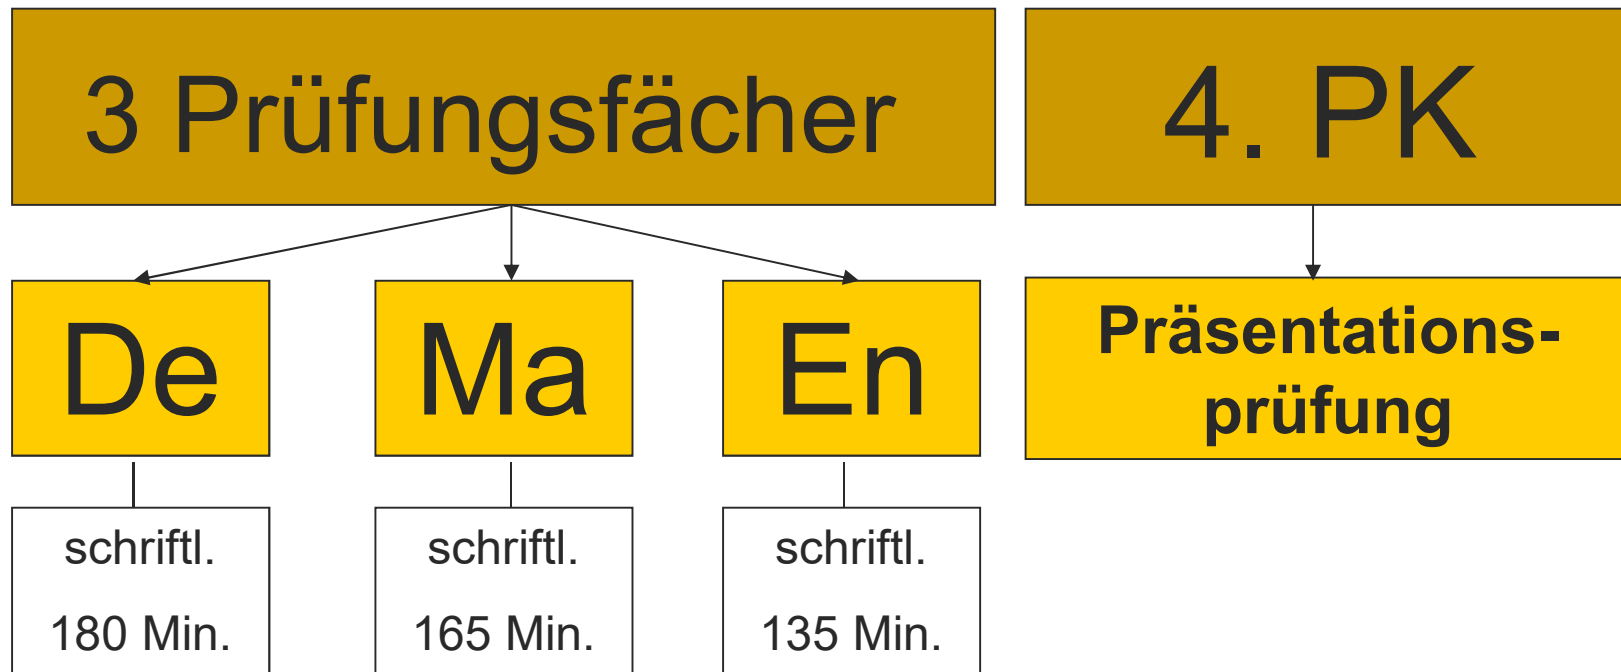 3 Prüfungsfächer
4. PK
De
Ma
En
Präsentations-
prüfung
schriftl.
180 Min.
schriftl.
165 Min.
schriftl.
135 Min.